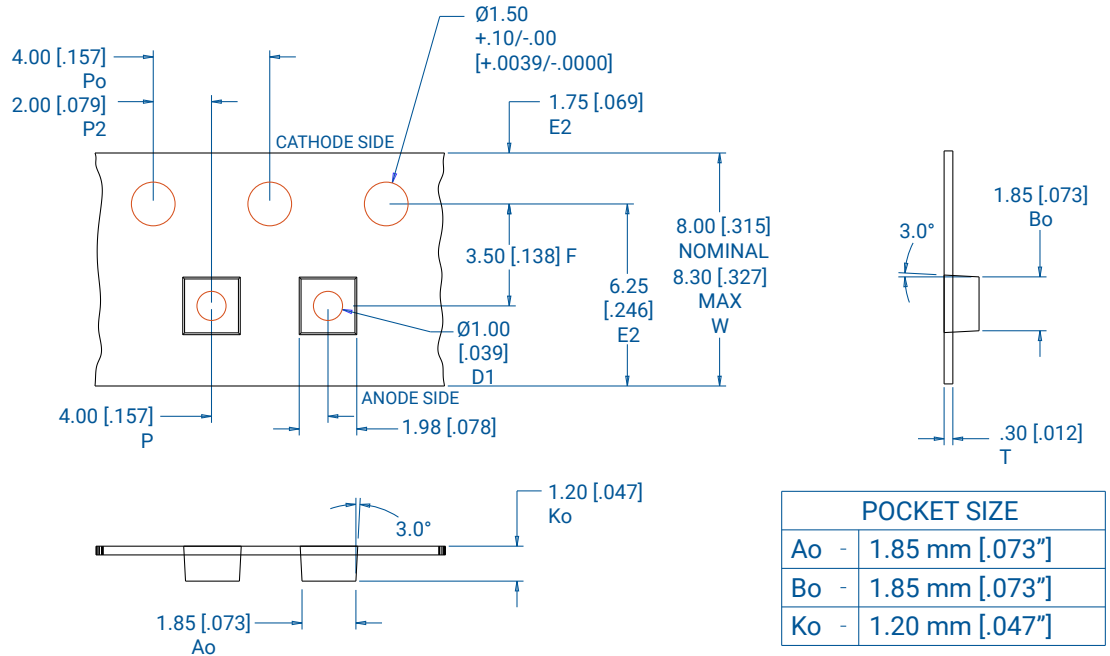 Ø1.50
+.10/-.00
[+.0039/-.0000]
4.00 [.157]
Po
2.00 [.079]
P2
1.75 [.069]
E2
CATHODE SIDE
3.50 [.138] F
6.25
[.246]
E2
8.00 [.315]
NOMINAL
8.30 [.327]
MAX
W
Ø1.00
[.039]
D1
ANODE SIDE
4.00 [.157]
P
1.98 [.078]
1.85 [.073]
Bo
3.0°
.30 [.012]
T
1.20 [.047]
Ko
3.0°
1.85 [.073]
Ao
POCKET SIZE
Ao - 1.85 mm [.073”]
Bo - 1.85 mm [.073”]
Ko - 1.20 mm [.047”]